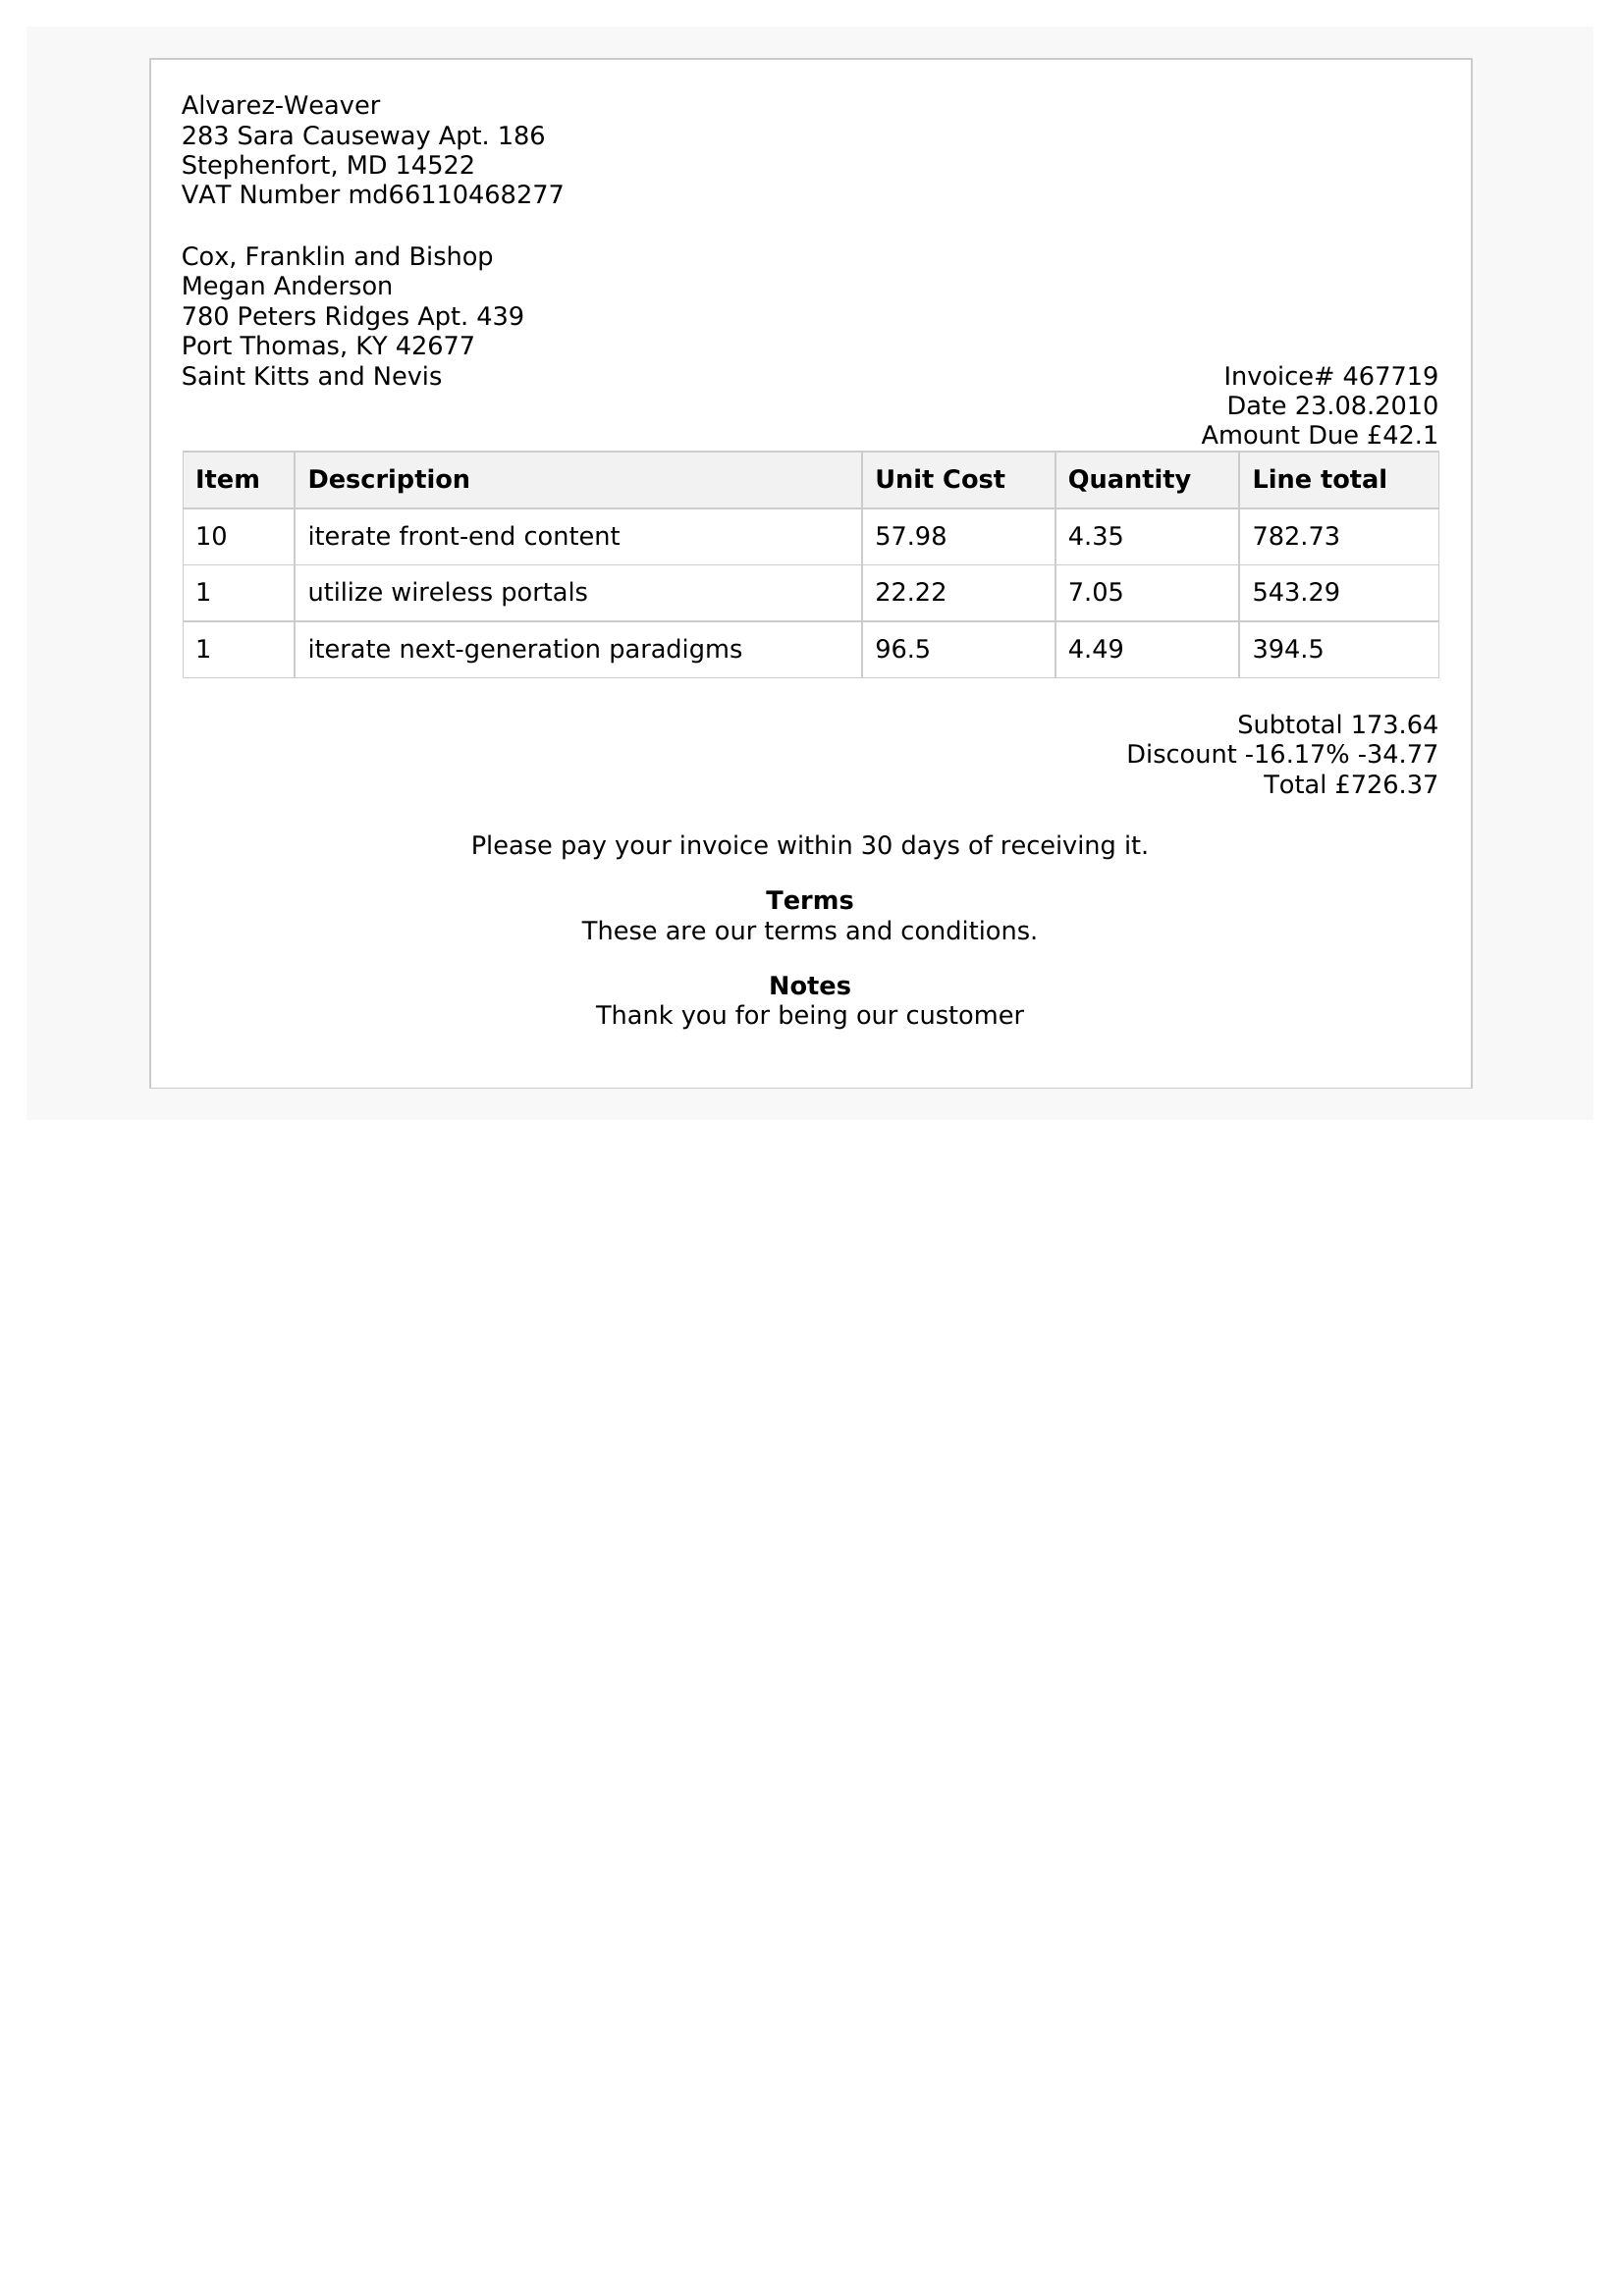 Alvarez-Weaver
283 Sara Causeway Apt. 186
Stephenfort, MD 14522
VAT Number md66110468277
Cox, Franklin and Bishop
Megan Anderson
780 Peters Ridges Apt. 439
Port Thomas, KY 42677
Saint Kitts and Nevis
Invoice# 467719
Date 23.08.2010
Amount Due £42.1
Item Description Unit Cost Quantity Line total
10 iterate front-end content 57.98 4.35 782.73
1 utilize wireless portals 22.22 7.05 543.29
1 iterate next-generation paradigms 96.5 4.49 394.5
Subtotal 173.64
Discount -16.17% -34.77
Total £726.37
Please pay your invoice within 30 days of receiving it.
Terms
These are our terms and conditions.
Notes
Thank you for being our customer